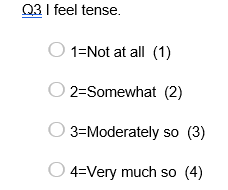 Q3 I feel tense.
1=Not at all (1)
2=Somewhat (2)
3=Moderately so (3)
4=Very much so (4)